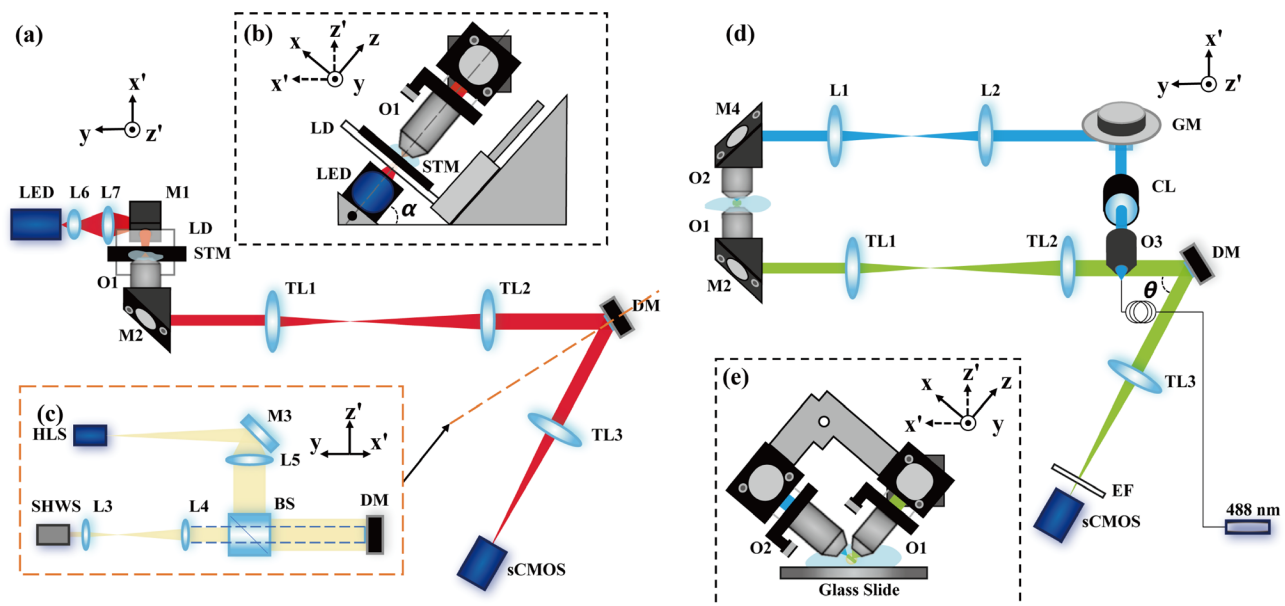 (a)
x'
y
z'
LED
L6
L7
M1
LD
STM
O1
M2
TL1
TL2
DM
TL3
sCMOS
(b)
z'
x
z
x'
y
O1
LD
STM
LED
α
(c)
HLS
M3
z'
y
x'
L5
SHWS
L3
L4
BS
DM
(d)
x'
y
z'
M4
L1
L2
GM
O2
CL
O1
O3
M2
TL1
TL2
DM
θ
TL3
EF
sCMOS
488 nm
(e)
z'
x
z
x'
y
O2
O1
Glass Slide